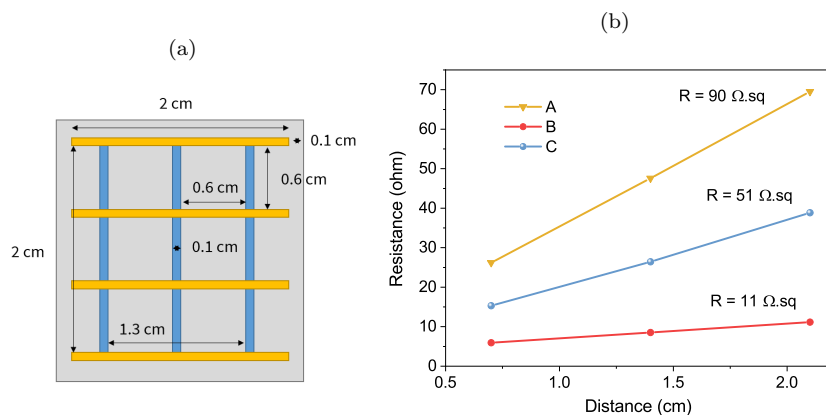 (a)
2 cm
0.1 cm
0.6 cm
0.6 cm
2 cm
0.1 cm
1.3 cm
(b)
Resistance (ohm)
70
60
50
40
30
20
10
0
A
B
C
R = 90 Ω.sq
R = 51 Ω.sq
R = 11 Ω.sq
0.5
1.0
1.5
2.0
Distance (cm)